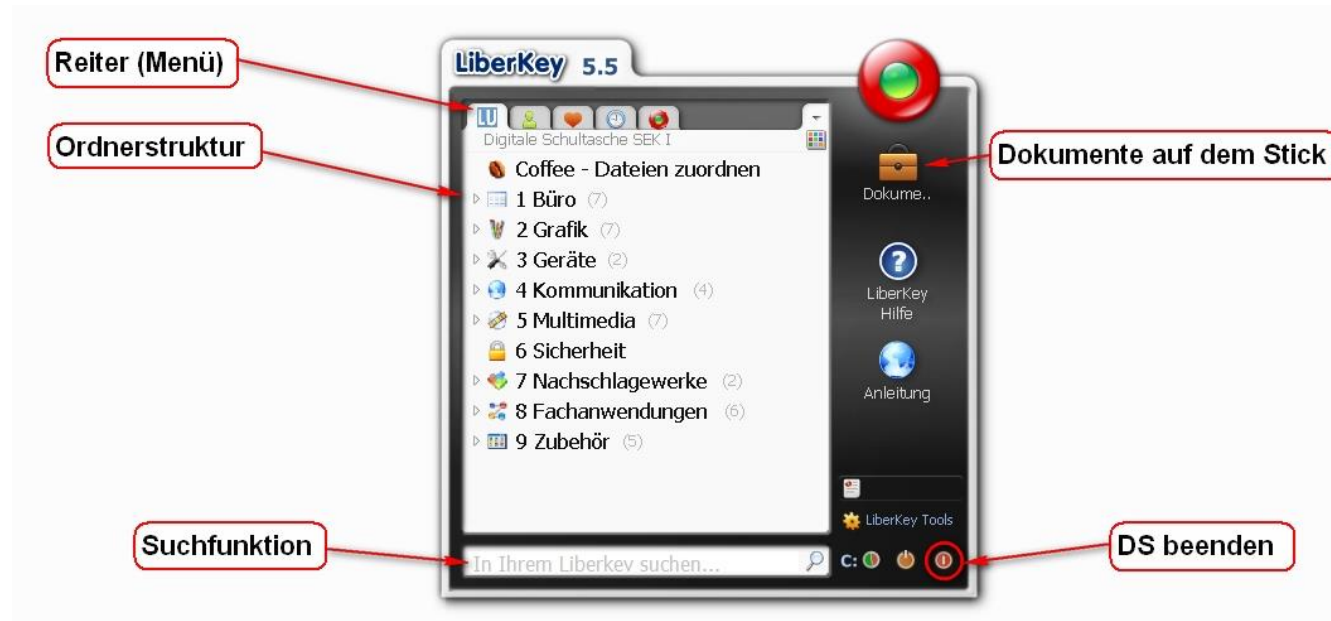 Reiter (Menü)
Ordnerstruktur
Suchfunktion
LiberKey 5.5
LU
Digitale Schultasche SEK I
Coffee - Dateien zuordnen
1 Büro (7)
2 Grafik (7)
3 Geräte (2)
4 Kommunikation (4)
5 Multimedia (7)
6 Sicherheit
7 Nachschlagewerke (2)
8 Fachanwendungen (6)
9 Zubehör (5)
In Ihrem Liberkey suchen...
Dokume..
LiberKey
Hilfe
Anleitung
LiberKey Tools
C:
Dokumente auf dem Stick
DS beenden